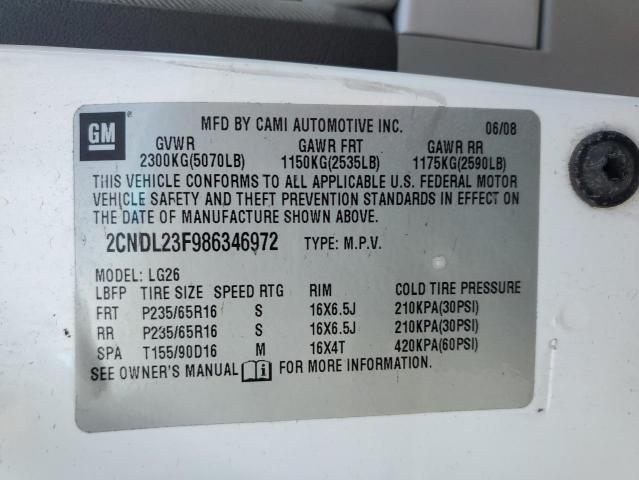 GM
MFD BY CAMI AUTOMOTIVE INC. 06/08
GVWR GAWR FRT GAWR RR
2300KG(5070LB) 1150KG(2535LB) 1175KG(2590LB)
THIS VEHICLE CONFORMS TO ALL APPLICABLE U.S. FEDERAL MOTOR
VEHICLE SAFETY AND THEFT PREVENTION STANDARDS IN EFFECT ON
THE DATE OF MANUFACTURE SHOWN ABOVE.
2CNDL23F986346972 TYPE: M.P.V.
MODEL: LG26
LBFP TIRE SIZE SPEED RTG RIM COLD TIRE PRESSURE
FRT P235/65R16 S 16X6.5J 210KPA(30PSI)
RR P235/65R16 S 16X6.5J 210KPA(30PSI)
SPA T155/90D16 M 16X4T 420KPA(60PSI)
SEE OWNER'S MANUAL i FOR ADDITIONAL INFORMATION.